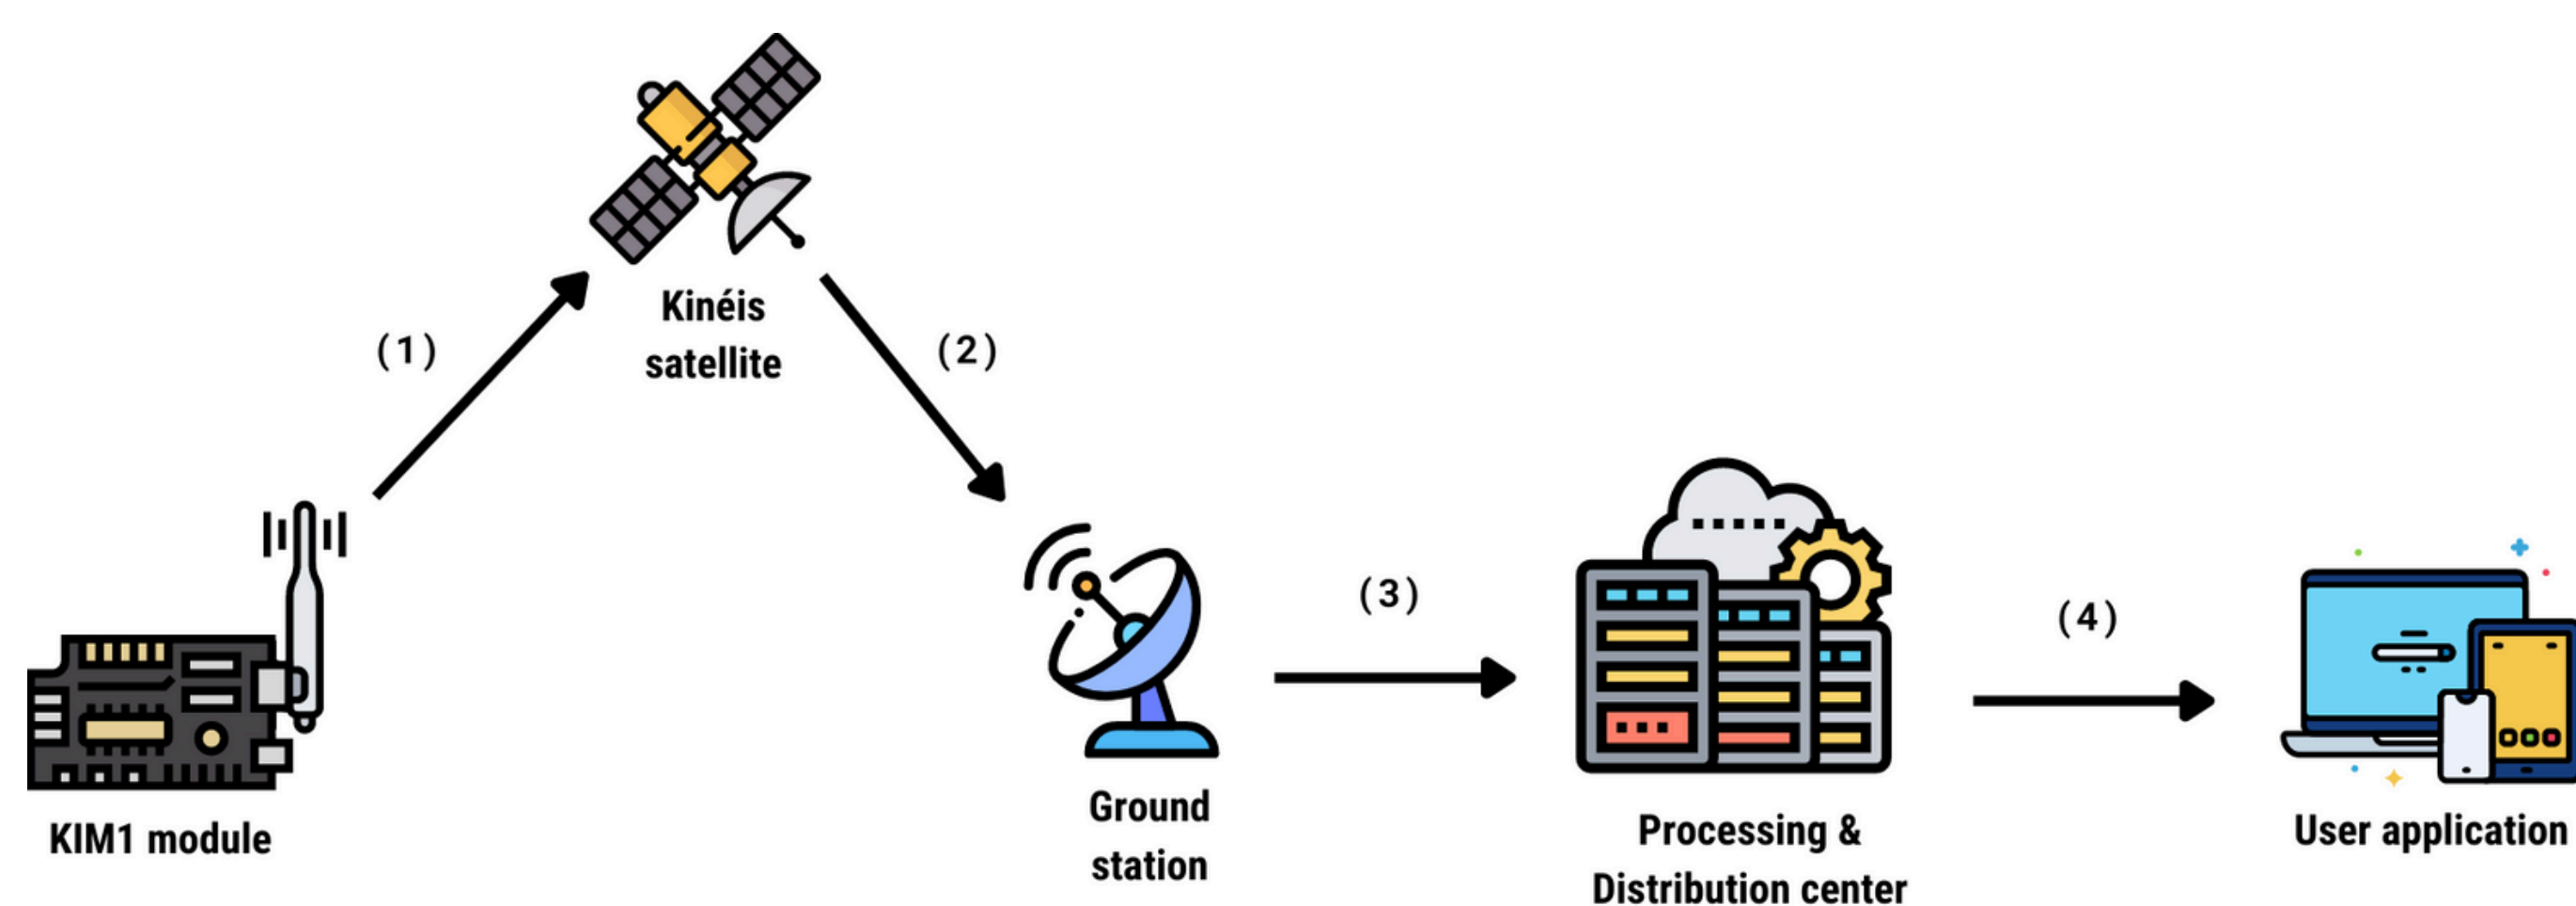 Kinéis
satellite
(1)
(2)
(3)
(4)
KIM1 module
Ground
station
Processing &
Distribution center
User application